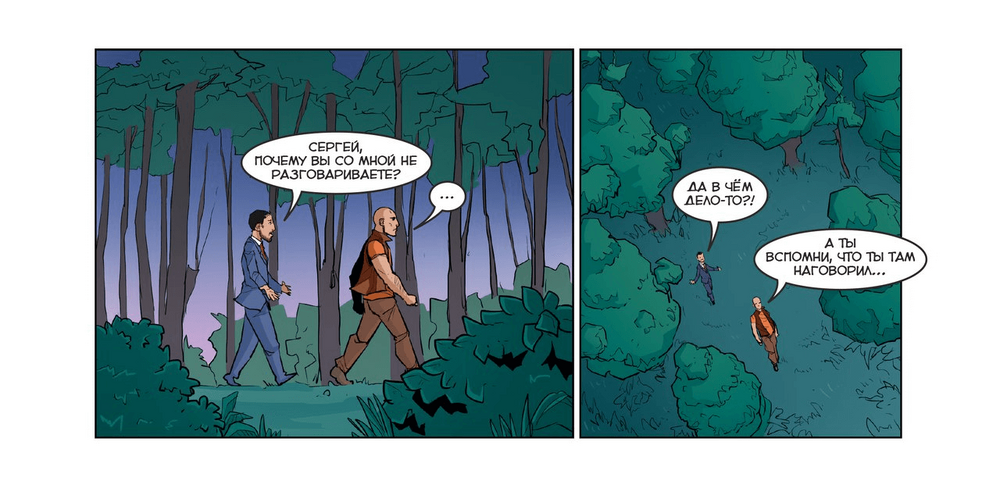 СЕРГЕЙ,
ПОЧЕМУ ВЫ СО МНОЙ НЕ
РАЗГОВАРИВАЕТЕ?
...
ДА В ЧЁМ
ДЕЛО-ТО?!
А ТЫ
ВСПОМНИ, ЧТО ТЫ ТАМ
НАГОВОРИЛ...